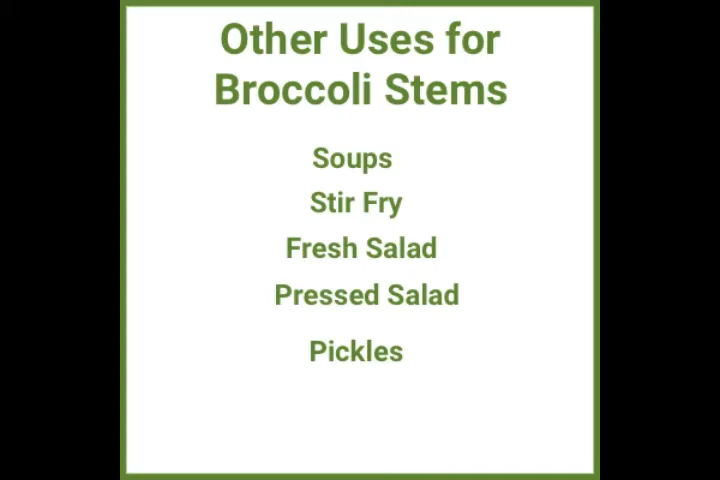 Other Uses for
Broccoli Stems
Soups
Stir Fry
Fresh Salad
Pressed Salad
Pickles